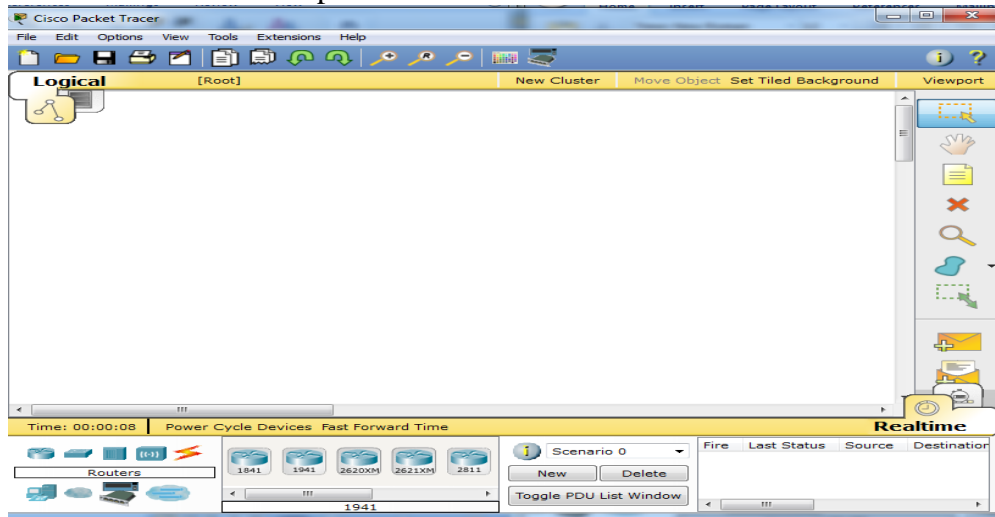 Cisco Packet Tracer
File Edit Options View Tools Extensions Help
Logical [Root] New Cluster Move Object Set Tiled Background Viewport
Time: 00:00:08 Power Cycle Devices Fast Forward Time Realtime
Routers
1841 1941 2620XM 2621XM 2811
1941
Scenario 0
New Delete
Toggle PDU List Window
Fire Last Status Source Destination